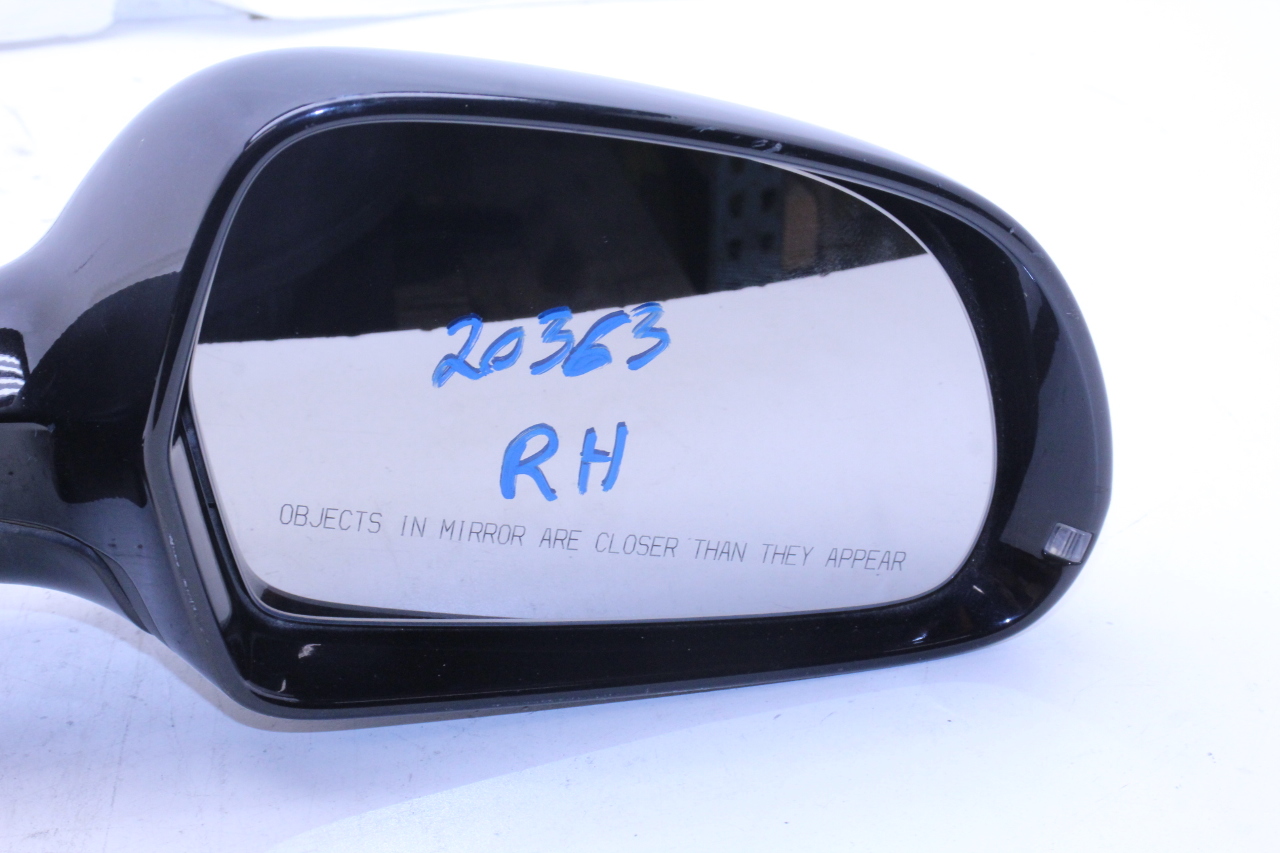 20363
RH
OBJECTS IN MIRROR ARE CLOSER THAN THEY APPEAR